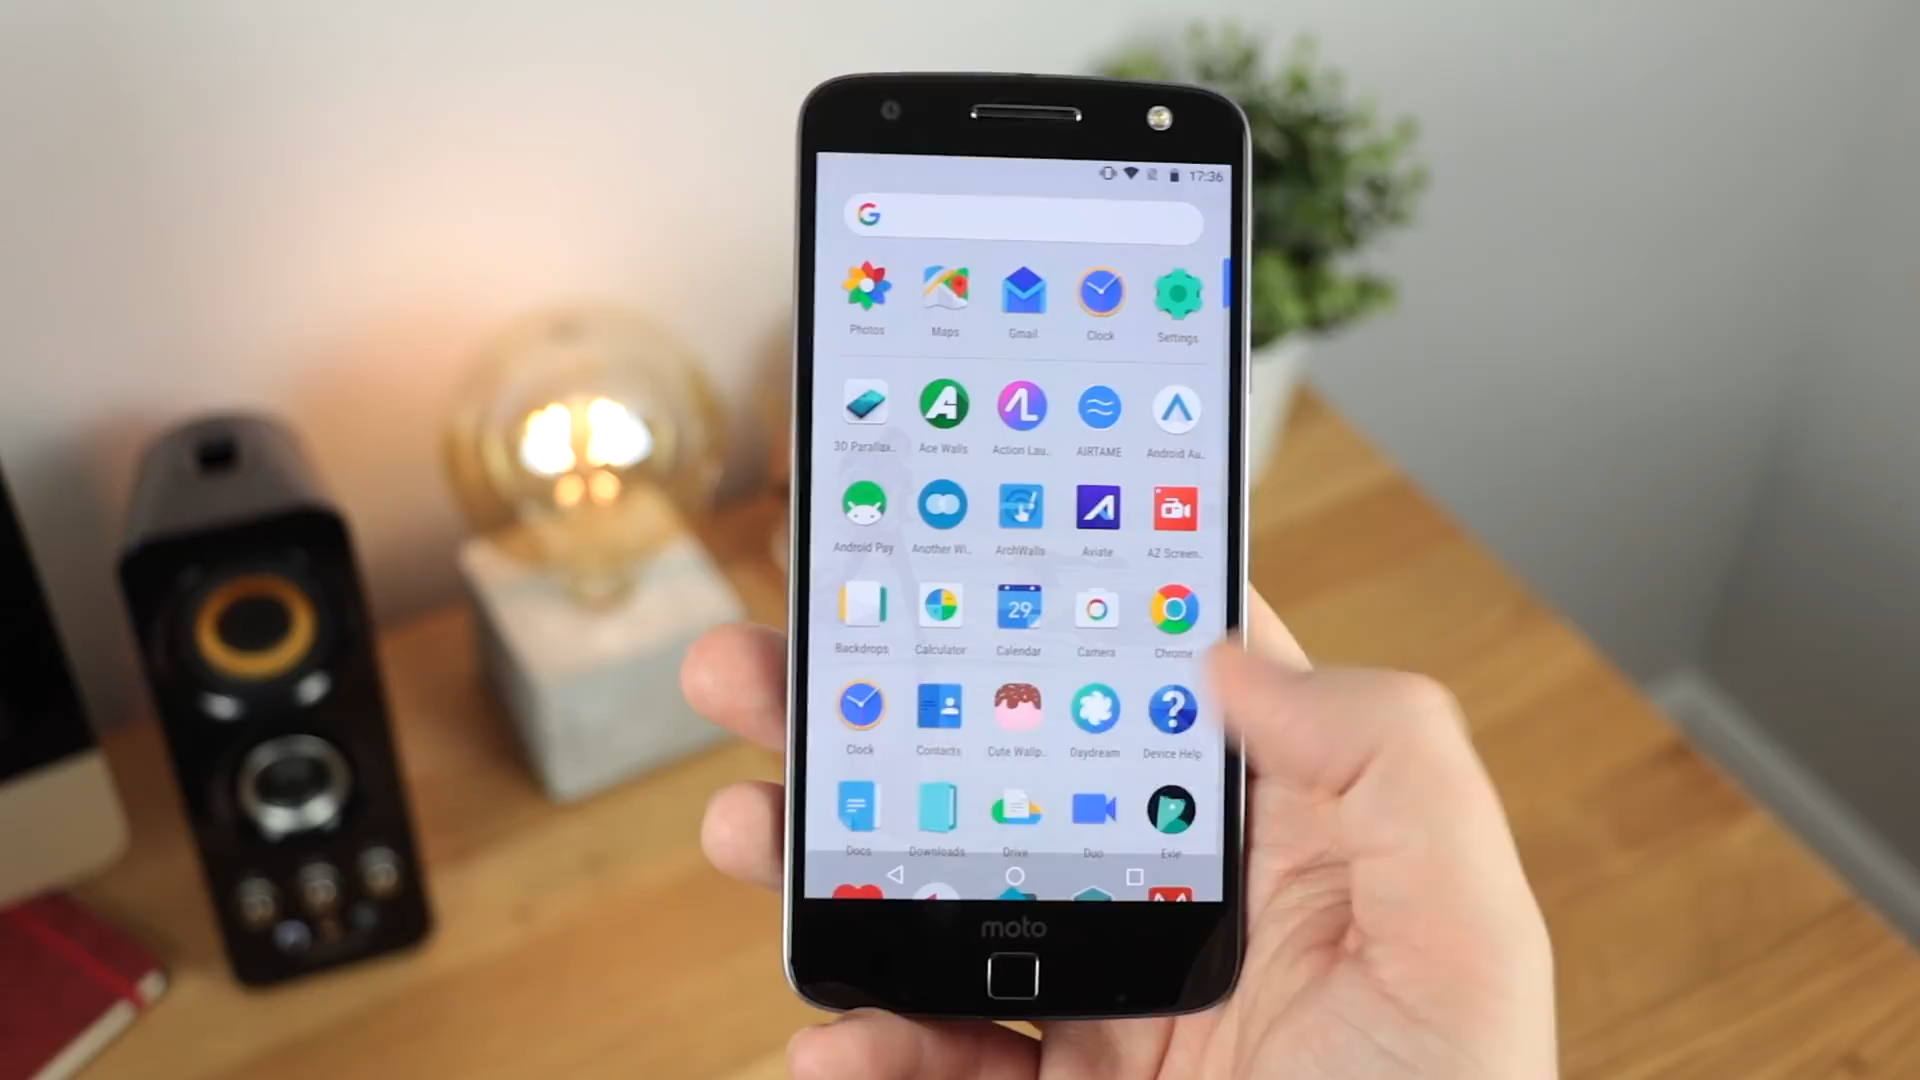 17:36
G
Photos Maps Gmail Clock Settings
3D Parallax.. Ace Walls Action Lau.. AIRTAME Android Au..
Android Pay Another Wi.. ArchWalls Aviate AZ Screen..
29
Backdrops Calculator Calendar Camera Chrome
?
Clock Contacts Cute Wallp.. Daydream Device Help
Docs Downloads Drive Duo Evie
moto